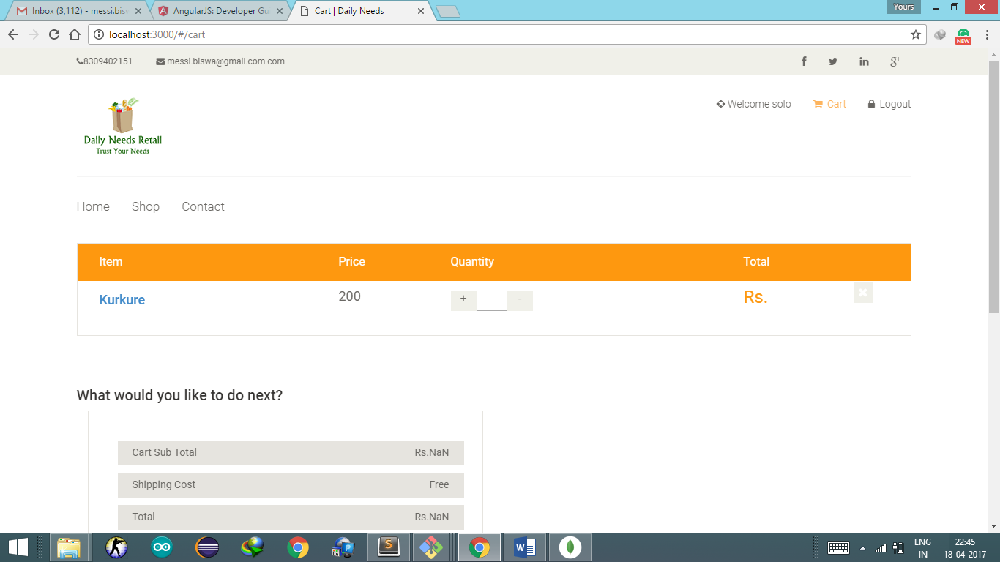 Inbox (3,112) - messi.bisw
AngularJS: Developer Gui
Cart | Daily Needs
Yours
localhost:3000/#/cart
NEW
8309402151 messi.biswa@gmail.com.com
Welcome solo Cart Logout
Daily Needs Retail
Trust Your Needs
Home Shop Contact
Item Price Quantity Total
Kurkure 200 + - Rs.
What would you like to do next?
Cart Sub Total Rs.NaN
Shipping Cost Free
Total Rs.NaN
ENG 22:45
IN 18-04-2017